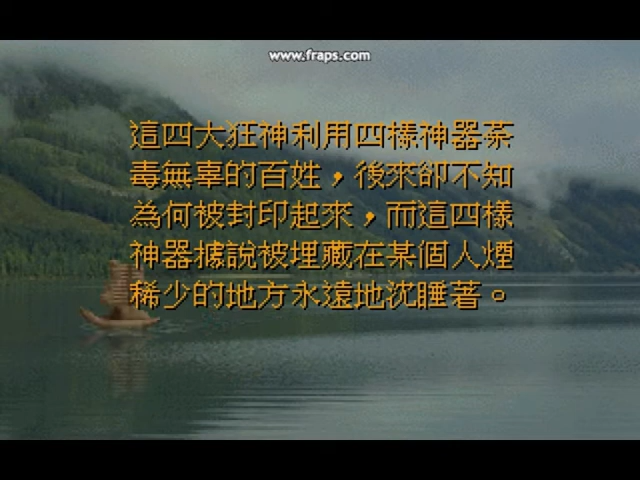 www.fraps.com
這四大狂神利用四樣神器荼
毒無辜的百姓，後來卻不知
為何被封印起來，而這四樣
神器據說被埋藏在某個人煙
稀少的地方永遠地沈睡著。